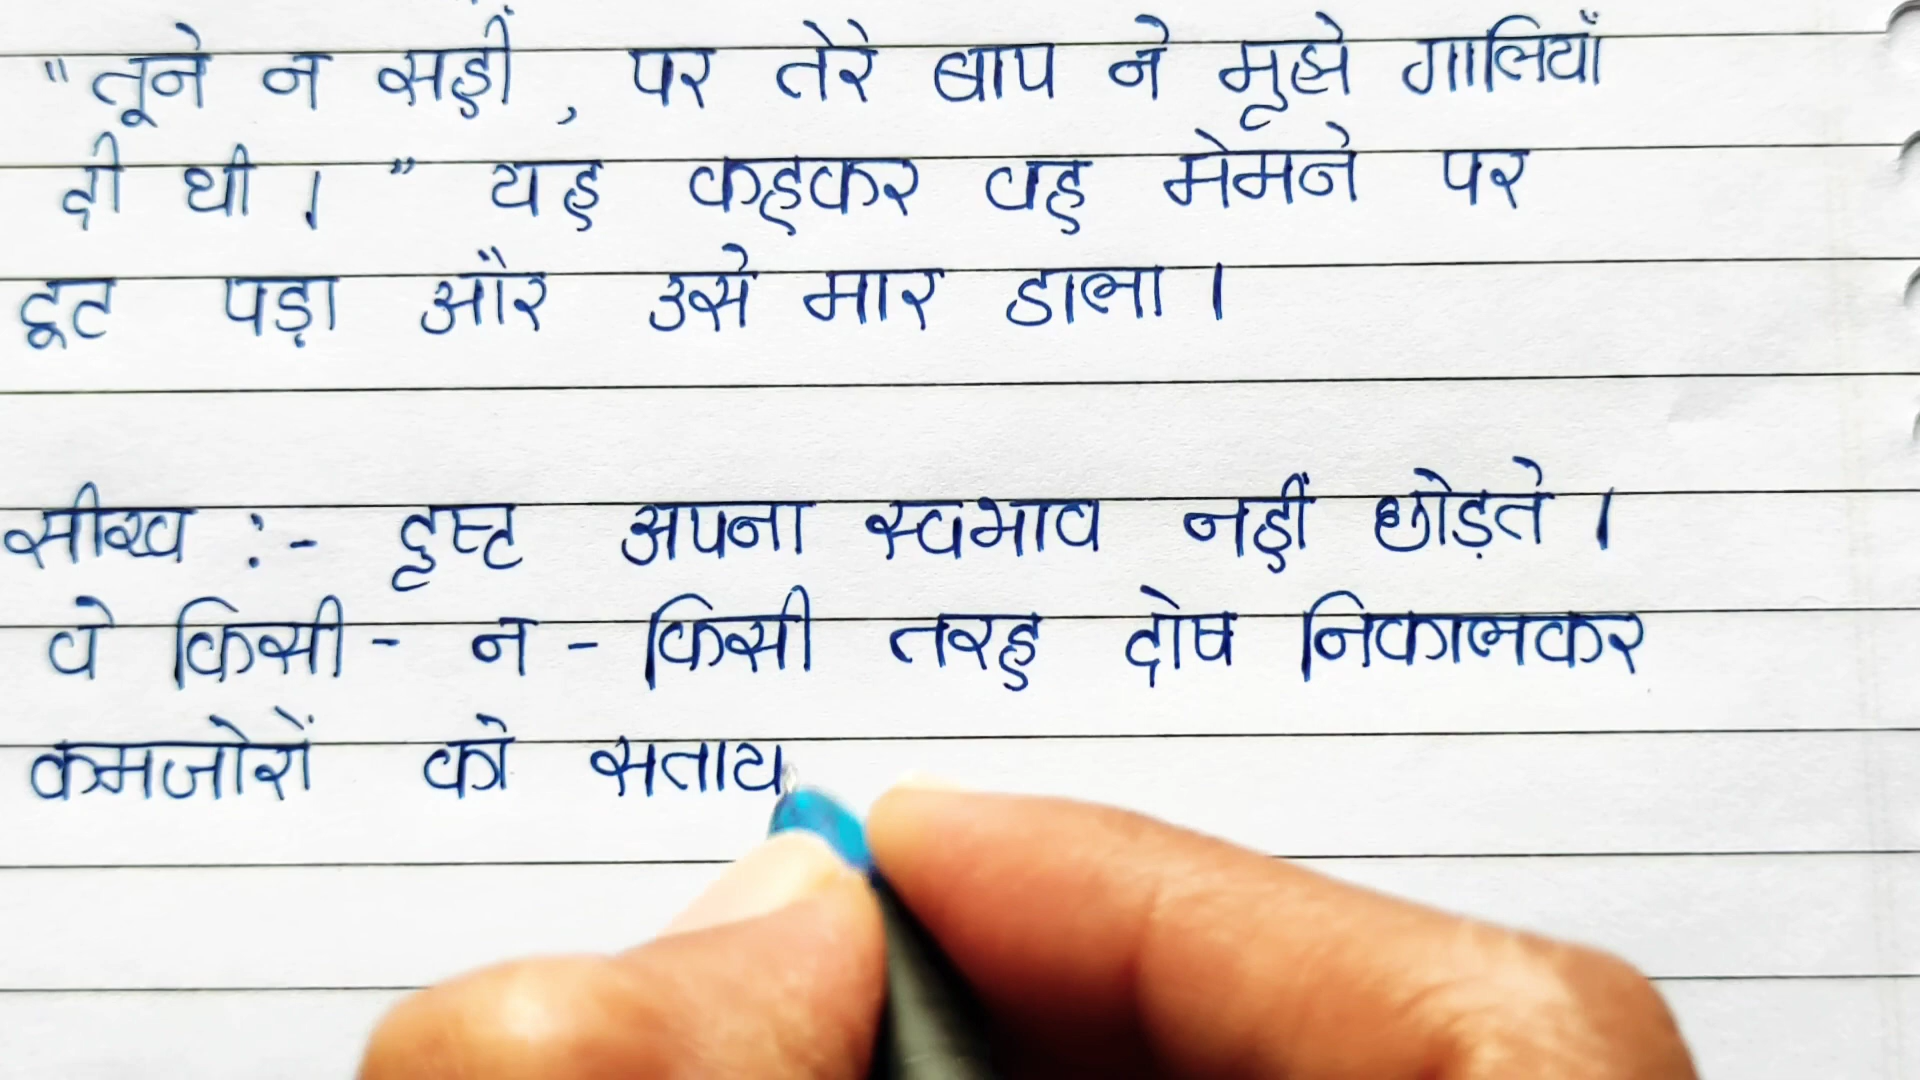 "तूने न सही, पर तेरे बाप ने मुझे गालियाँ
दी थी।" यह कहकर वह मेमने पर
टूट पड़ा और उसे मार डाला।
सीख :- दुष्ट अपना स्वभाव नहीं छोड़ते।
वे किसी - न - किसी तरह दोष निकालकर
कमजोरों को सताय